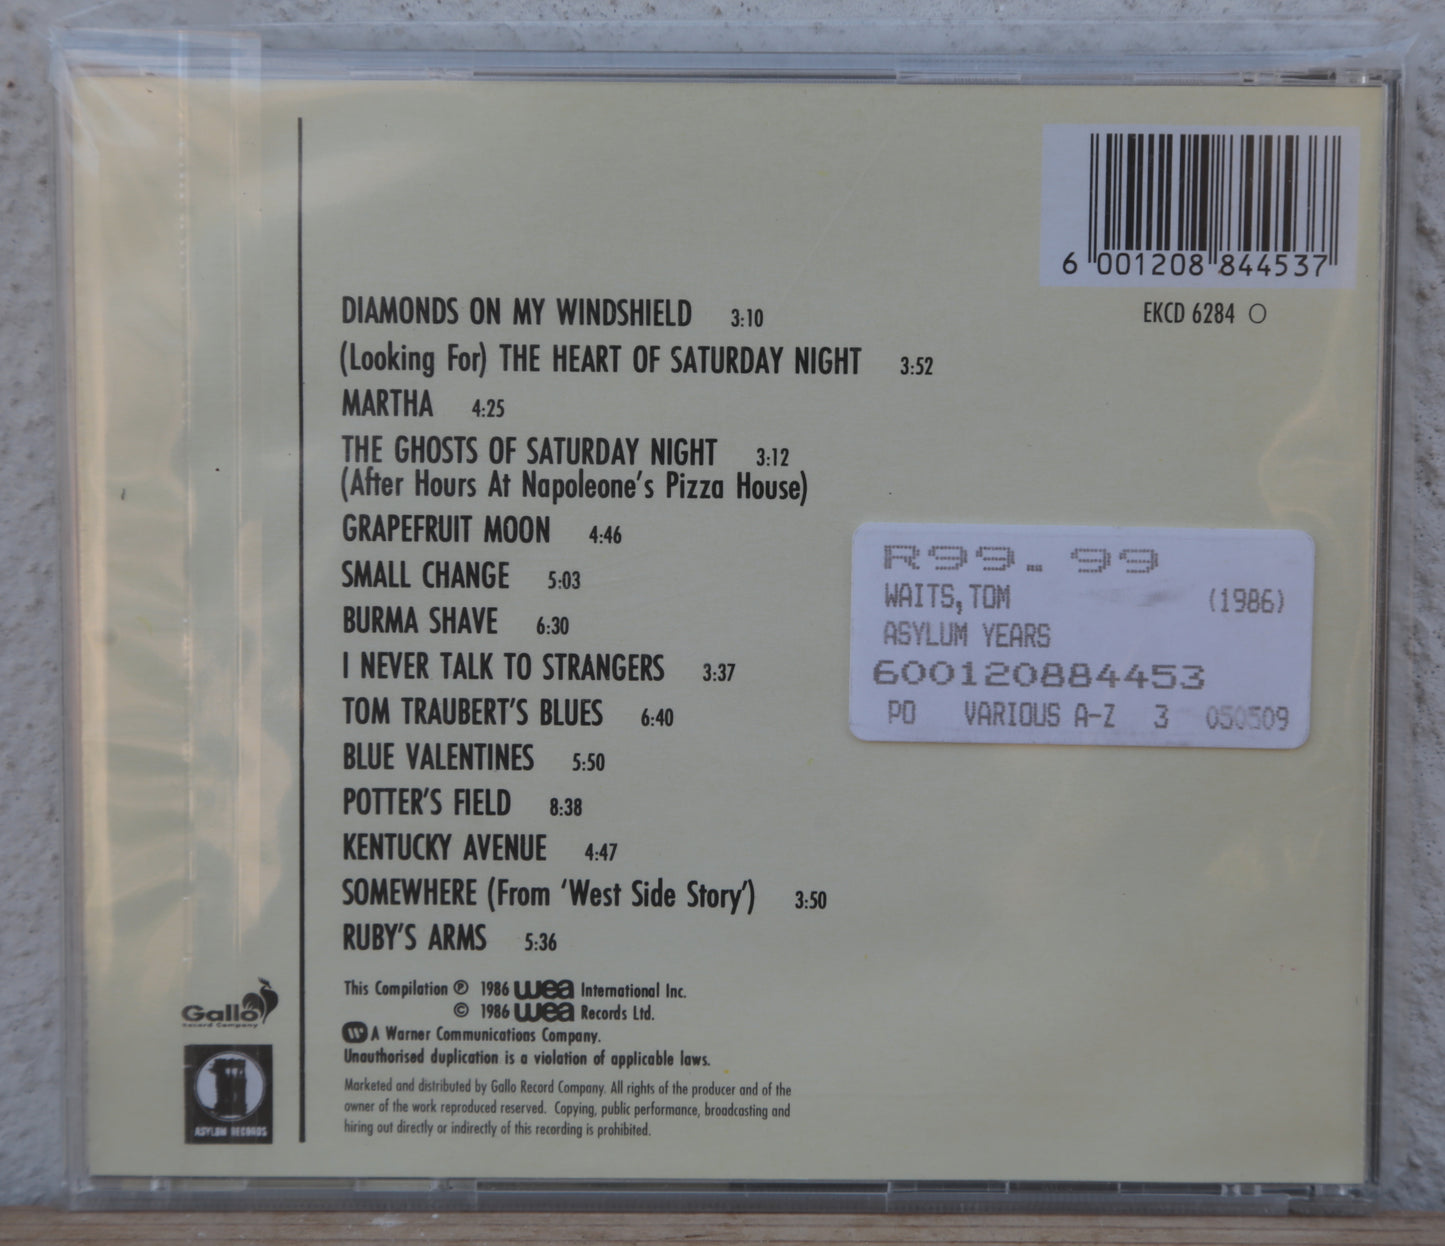 6 001208 844537
EKCD 6284 O
DIAMONDS ON MY WINDSHIELD 3:10
(Looking For) THE HEART OF SATURDAY NIGHT 3:52
MARTHA 4:25
THE GHOSTS OF SATURDAY NIGHT 3:12
(After Hours At Napoleone's Pizza House)
GRAPEFRUIT MOON 4:46
SMALL CHANGE 5:03
BURMA SHAVE 6:30
I NEVER TALK TO STRANGERS 3:37
TOM TRAUBERT'S BLUES 6:40
BLUE VALENTINES 5:50
POTTER'S FIELD 8:38
KENTUCKY AVENUE 4:47
SOMEWHERE (From ‘West Side Story’) 3:50
RUBY'S ARMS 5:36
R99.99
WAITS,TOM (1986)
ASYLUM YEARS
600120884453
PO VARIOUS A-Z 3 050509
This Compilation ℗ 1986 wea International Inc.
© 1986 wea Records Ltd.
A Warner Communications Company.
Unauthorised duplication is a violation of applicable laws.
Marketed and distributed by Gallo Record Company. All rights of the producer and of the
owner of the work reproduced reserved. Copying, public performance, broadcasting and
hiring out directly or indirectly of this recording is prohibited.
Gallo
Record Company
ASYLUM RECORDS